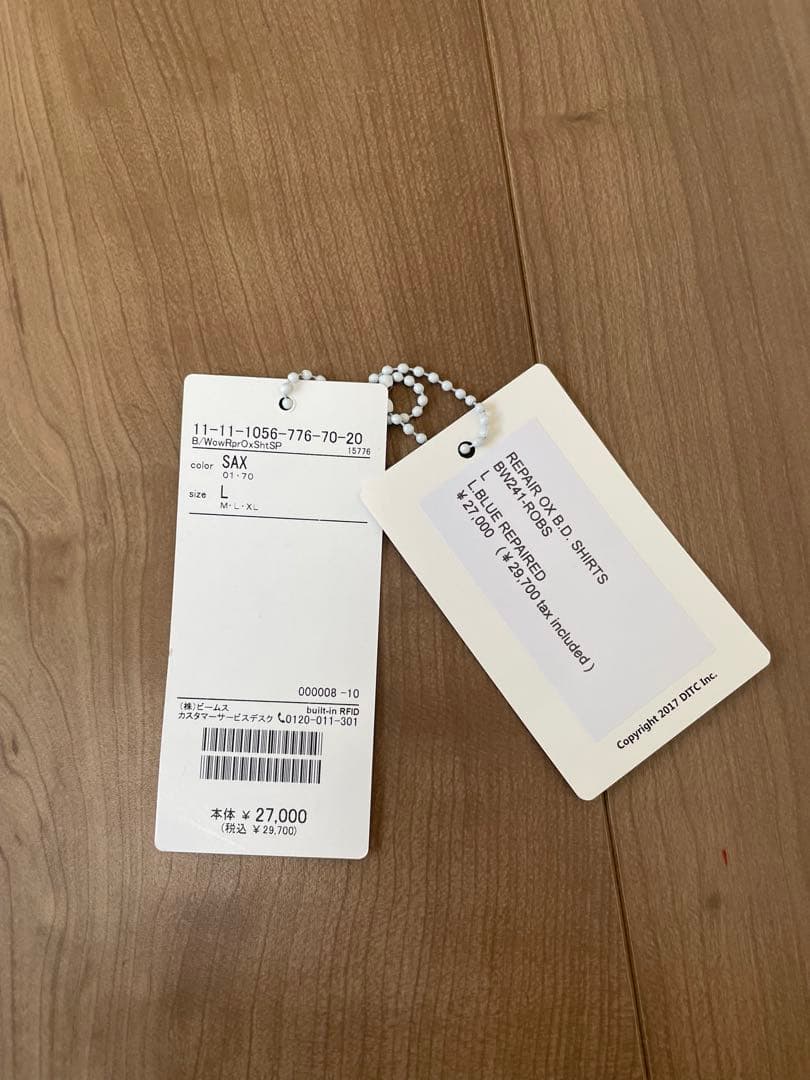 11-11-1056-776-70-20
B/WowRprOxShtSP
15776
color SAX
01・70
size L
M・L・XL
000008 -10
(株)ビームス
built-in RFID
カスタマーサービスデスク 0120-011-301
本体 ¥ 27,000
(税込 ¥ 29,700)
REPAIR OX B.D. SHIRTS
BW241-ROBS
L
L.BLUE REPAIRED
¥27,000 (¥29,700 tax included)
Copyright 2017 DITC Inc.